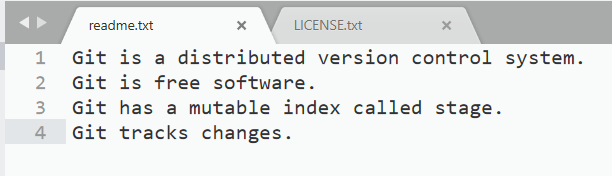 readme.txt × LICENSE.txt ×
1 Git is a distributed version control system.
2 Git is free software.
3 Git has a mutable index called stage.
4 Git tracks changes.